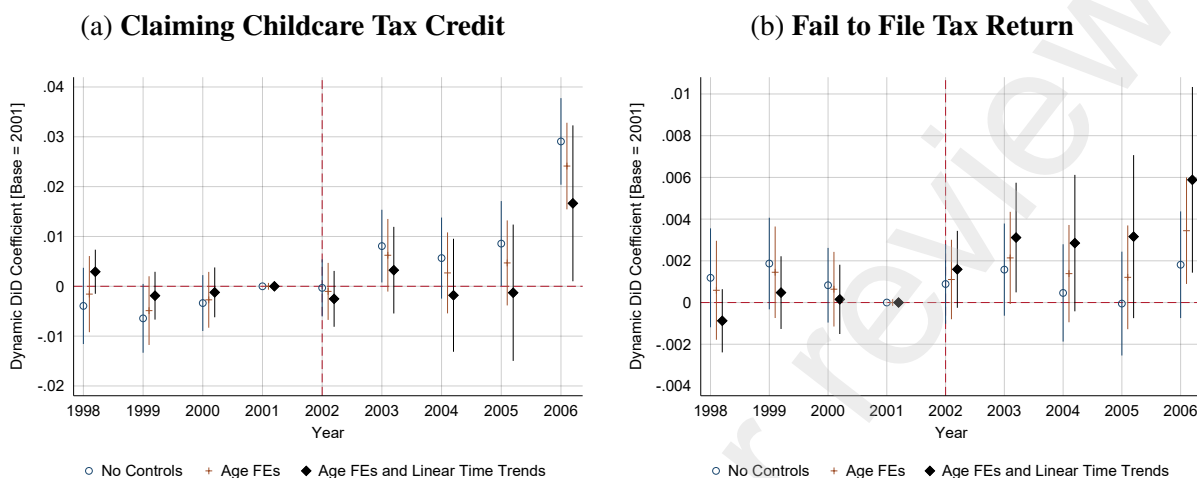 (a) Claiming Childcare Tax Credit
Dynamic DiD Coefficient [Base = 2001]
.04
.03
.02
.01
0
-.01
-.02
1998 1999 2000 2001 2002 2003 2004 2005 2006
Year
No Controls Age FEs Age FEs and Linear Time Trends
(b) Fail to File Tax Return
Dynamic DiD Coefficient [Base = 2001]
.01
.008
.006
.004
.002
0
-.002
-.004
1998 1999 2000 2001 2002 2003 2004 2005 2006
Year
No Controls Age FEs Age FEs and Linear Time Trends
r review